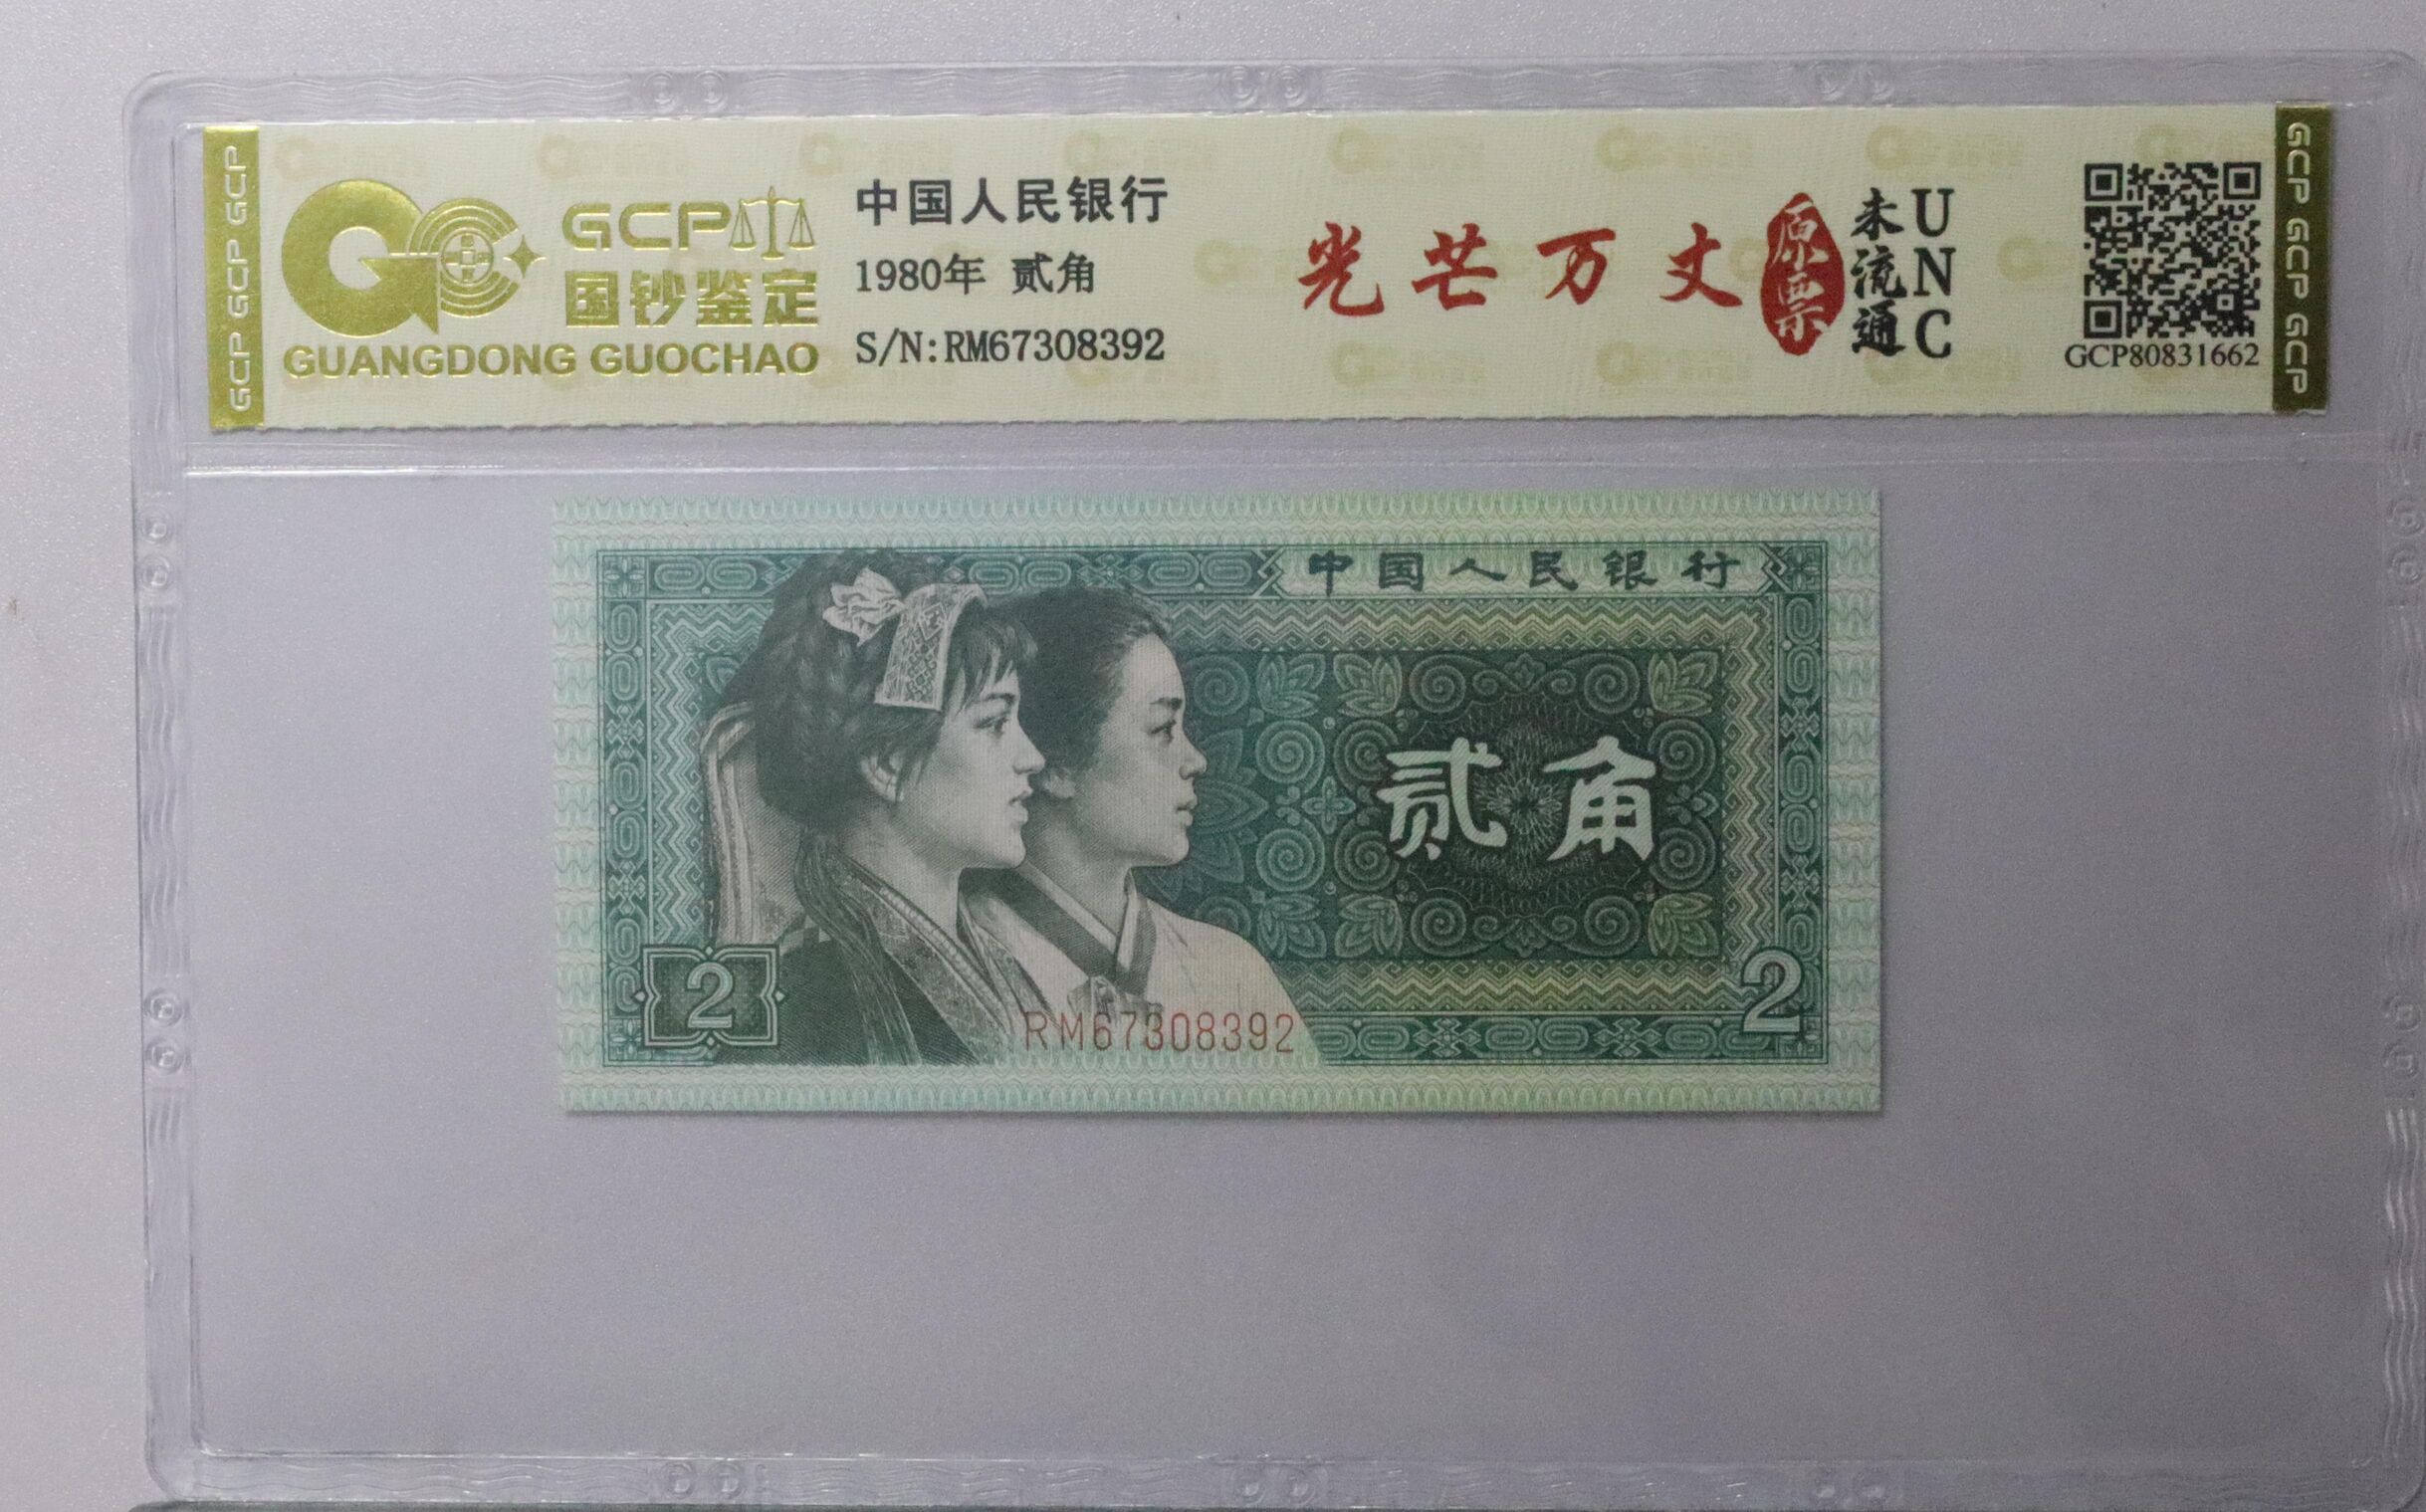 GCP GCP GCP
GCP
国钞鉴定
GUANGDONG GUOCHAO
中国人民银行
1980年 贰角
S/N:RM67308392
光芒万丈
原票
未流通
UNC
GCP80831662
GCP GCP GCP
中国人民银行
贰角
2
RM67308392
2